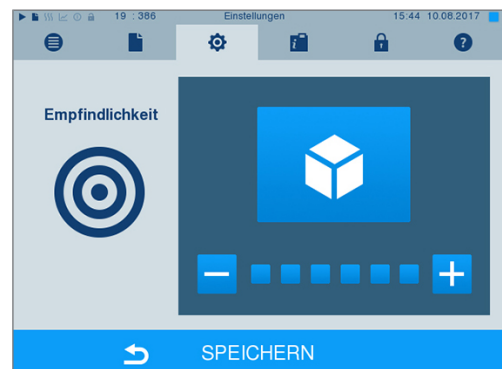 19 : 386 Einstellungen 15:44 10.08.2017
i ?
Empfindlichkeit
− +
SPEICHERN